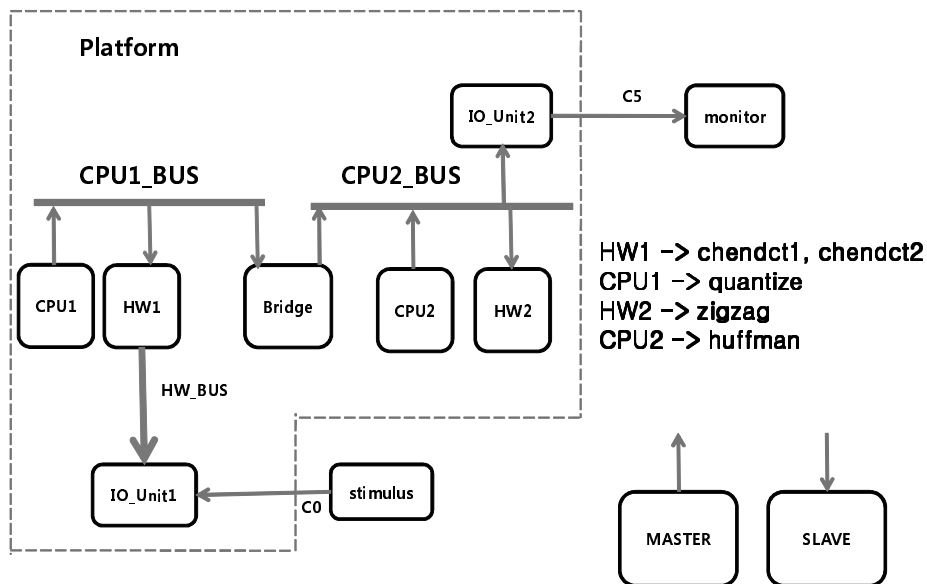 Platform
IO_Unit2
C5
monitor
CPU1_BUS
CPU2_BUS
CPU1
HW1
Bridge
CPU2
HW2
HW1 -> chendct1, chendct2
CPU1 -> quantize
HW2 -> zigzag
CPU2 -> huffman
HW_BUS
IO_Unit1
C0
stimulus
MASTER
SLAVE